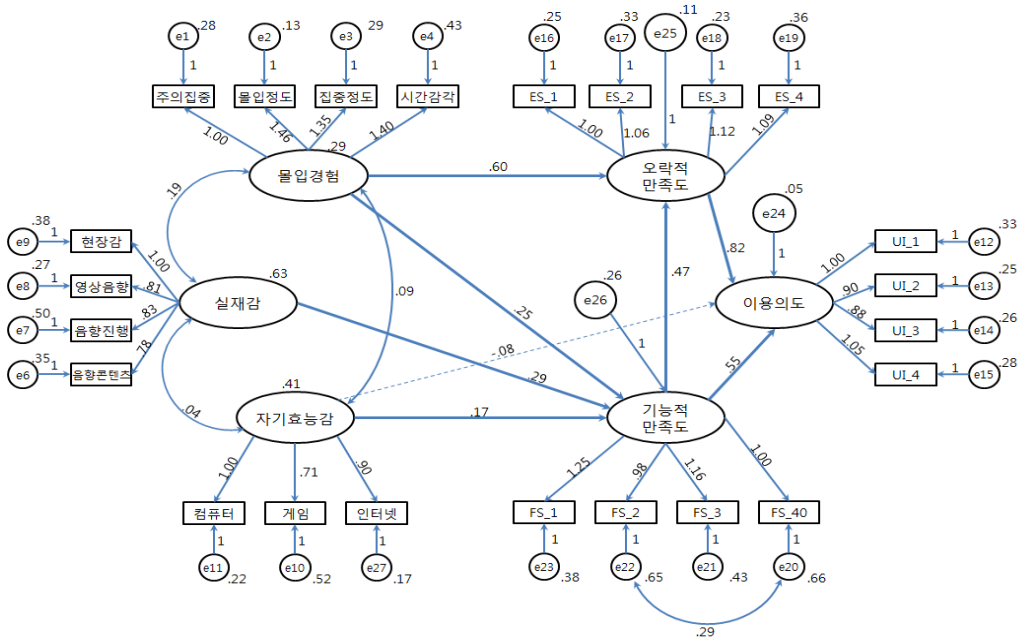 e1 .28
e2 .13
e3 .29
e4 .43
e16 .25
e17 .33
e25 .11
e18 .23
e19 .36
1 1 1 1 1 1 1 1
주의집중 몰입정도 집중정도 시간감각
ES_1 ES_2 ES_3 ES_4
1.00 1.46 1.35 1.40
1.00 1.06 1 1.12 1.09
.29
몰입경험
.60
오락적
만족도
.19
e24 .05
1
.82
e9 .38 1 현장감
e8 .27 1 영상음향
e7 .50 1 음향진행
e6 .35 1 음향콘텐츠
1.00
.81
.83
.78
.63
실재감
.09
.25
.26
e26
1
.47
이용의도
1.00
.90
.88
1.05
UI_1 1 e12 .33
UI_2 1 e13 .25
UI_3 1 e14 .26
UI_4 1 e15 .28
-.08
.29
.55
.04
.41
자기효능감
.17
기능적
만족도
1.00 .71 .90
1.25 .98 1.16 1.00
컴퓨터 게임 인터넷
FS_1 FS_2 FS_3 FS_40
1 1 1 1 1 1 1
e11 .22
e10 .52
e27 .17
e23 .38
e22 .65
e21 .43
e20 .66
.29